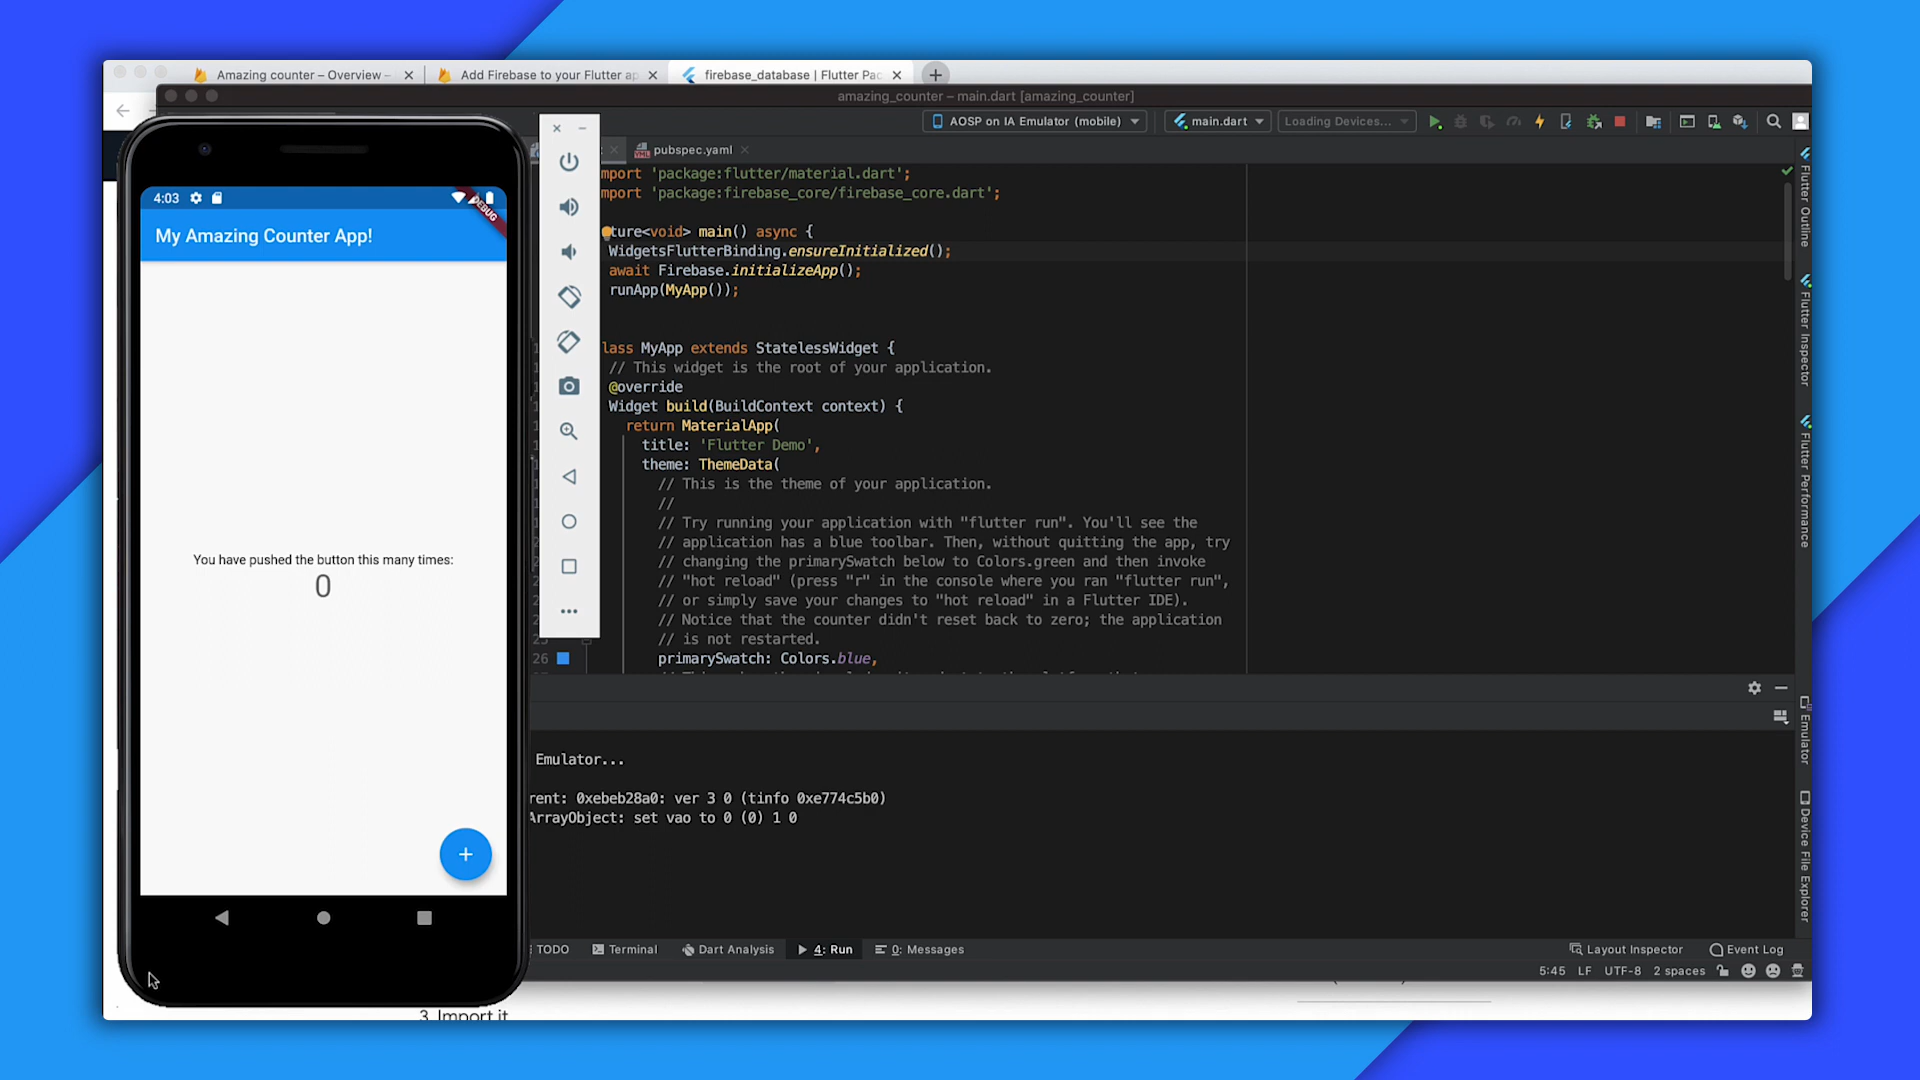 Amazing counter – Overview –
Add Firebase to your Flutter ap
firebase_database | Flutter Pac
amazing_counter – main.dart [amazing_counter]
AOSP on IA Emulator (mobile)
main.dart
Loading Devices...
pubspec.yaml
mport 'package:flutter/material.dart';
mport 'package:firebase_core/firebase_core.dart';
ture<void> main() async {
WidgetsFlutterBinding.ensureInitialized();
await Firebase.initializeApp();
runApp(MyApp());
lass MyApp extends StatelessWidget {
// This widget is the root of your application.
@override
Widget build(BuildContext context) {
return MaterialApp(
title: 'Flutter Demo',
theme: ThemeData(
// This is the theme of your application.
//
// Try running your application with "flutter run". You'll see the
// application has a blue toolbar. Then, without quitting the app, try
// changing the primarySwatch below to Colors.green and then invoke
// "hot reload" (press "r" in the console where you ran "flutter run",
// or simply save your changes to "hot reload" in a Flutter IDE).
// Notice that the counter didn't reset back to zero; the application
// is not restarted.
26 primarySwatch: Colors.blue,
4:03
DEBUG
My Amazing Counter App!
You have pushed the button this many times:
0
+
Emulator...
rent: 0xebeb28a0: ver 3 0 (tinfo 0xe774c5b0)
ArrayObject: set vao to 0 (0) 1 0
TODO
Terminal
Dart Analysis
4: Run
0: Messages
Layout Inspector
Event Log
5:45 LF UTF-8 2 spaces
Flutter Outline
Flutter Inspector
Flutter Performance
Emulator
Device File Explorer
3. Import it